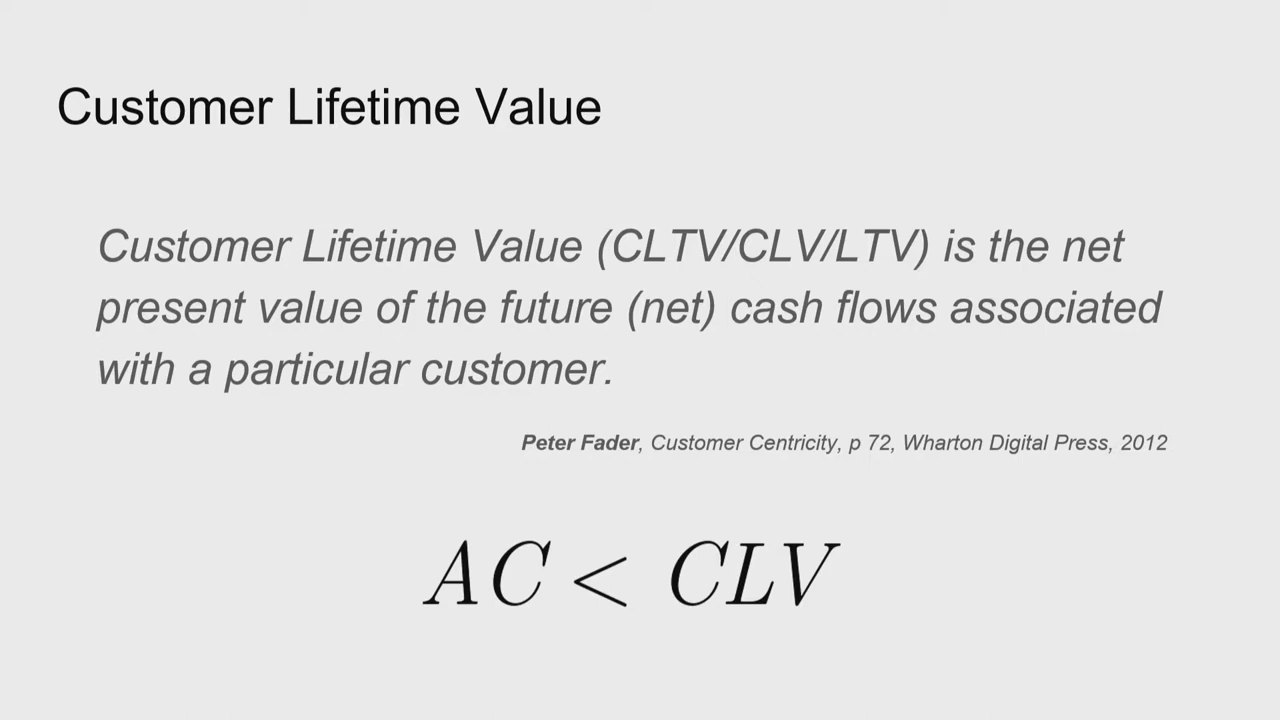 Customer Lifetime Value
Customer Lifetime Value (CLTV/CLV/LTV) is the net
present value of the future (net) cash flows associated
with a particular customer.
Peter Fader, Customer Centricity, p 72, Wharton Digital Press, 2012
AC < CLV